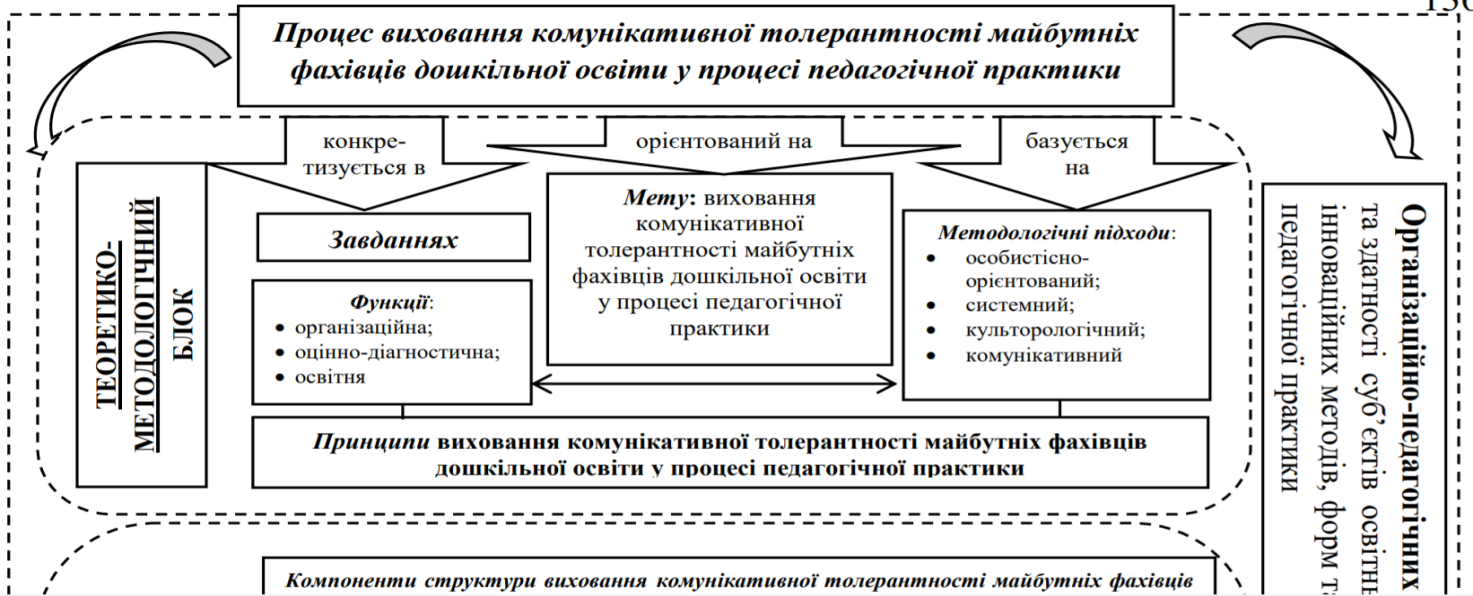 136
Процес виховання комунікативної толерантності майбутніх
фахівців дошкільної освіти у процесі педагогічної практики
конкре-
тизується в
орієнтований на
базується
на
ТЕОРЕТИКО-
МЕТОДОЛОГІЧНИЙ
БЛОК
Завданнях
Функції:
• організаційна;
• оцінно-діагностична;
• освітня
Мету: виховання
комунікативної
толерантності майбутніх
фахівців дошкільної освіти
у процесі педагогічної
практики
Методологічні підходи:
• особистісно-
орієнтований;
• системний;
• культорологічний;
• комунікативний
Принципи виховання комунікативної толерантності майбутніх фахівців
дошкільної освіти у процесі педагогічної практики
Організаційно-педагогічних
та здатності суб’єктів
інноваційних методів, форм
педагогічної практики
Компоненти структури виховання комунікативної толерантності майбутніх фахівців